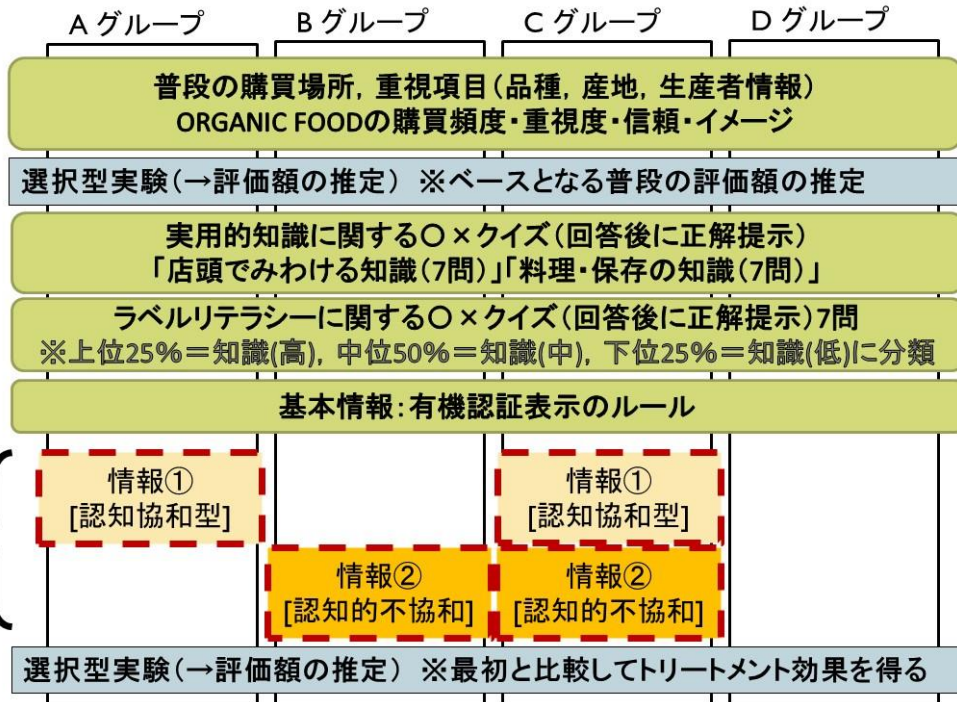 A グループ
B グループ
C グループ
D グループ
普段の購買場所，重視項目（品種，産地，生産者情報）
ORGANIC FOODの購買頻度・重視度・信頼・イメージ
選択型実験（→評価額の推定） ※ベースとなる普段の評価額の推定
実用的知識に関する○×クイズ（回答後に正解提示）
「店頭でみわける知識（7問）」「料理・保存の知識（7問）」
ラベルリテラシーに関する○×クイズ（回答後に正解提示）7問
※上位25％＝知識(高)，中位50％＝知識(中)，下位25％＝知識(低)に分類
基本情報：有機認証表示のルール
情報①
[認知協和型]
情報①
[認知協和型]
情報②
[認知的不協和]
情報②
[認知的不協和]
選択型実験（→評価額の推定） ※最初と比較してトリートメント効果を得る